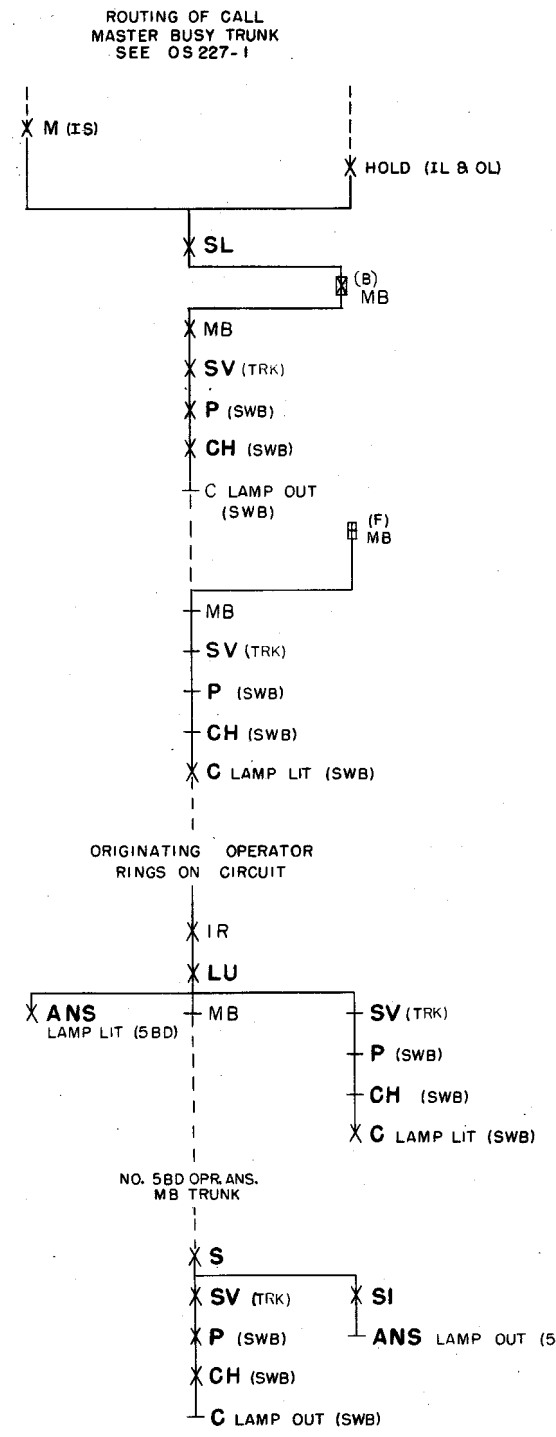 ROUTING OF CALL
MASTER BUSY TRUNK
SEE OS 227-1
M (IS)
HOLD (IL & OL)
SL
(B)
MB
MB
SV (TRK)
P (SWB)
CH (SWB)
C LAMP OUT
(SWB)
(F)
MB
MB
SV (TRK)
P (SWB)
CH (SWB)
C LAMP LIT (SWB)
ORIGINATING OPERATOR
RINGS ON CIRCUIT
IR
LU
ANS
LAMP LIT (5BD)
MB
SV (TRK)
P (SWB)
CH (SWB)
C LAMP LIT (SWB)
NO. 5BD OPR. ANS.
MB TRUNK
S
SV (TRK)
SI
P (SWB)
ANS LAMP OUT (5
CH (SWB)
C LAMP OUT (SWB)